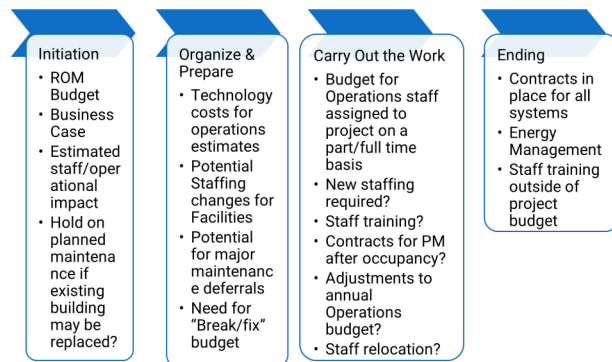 Initiation
• ROM
Budget
• Business
Case
• Estimated
staff/oper
ational
impact
• Hold on
planned
maintena
nce if
existing
building
may be
replaced?
Organize &
Prepare
• Technology
costs for
operations
estimates
• Potential
Staffing
changes for
Facilities
• Potential
for major
maintenanc
e deferrals
• Need for
“Break/fix”
budget
Carry Out the Work
• Budget for
Operations staff
assigned to
project on a
part/full time
basis
• New staffing
required?
• Staff training?
• Contracts for PM
after occupancy?
• Adjustments to
annual
Operations
budget?
• Staff relocation?
Ending
• Contracts in
place for all
systems
• Energy
Management
• Staff training
outside of
project
budget